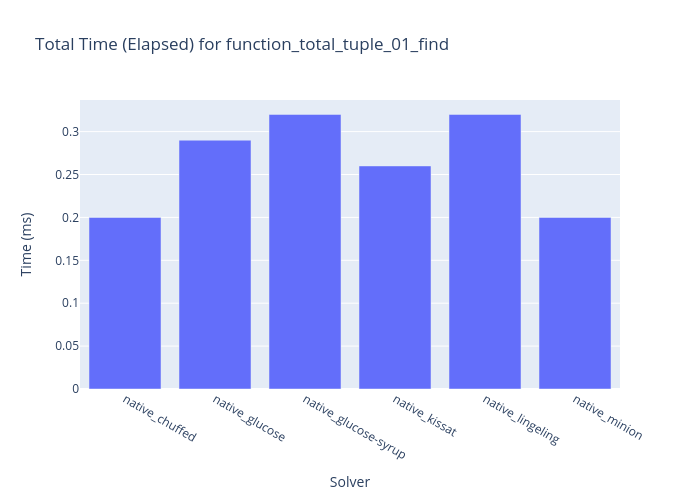 Total Time (Elapsed) for function_total_tuple_01_find
Time (ms)
0.3
0.25
0.2
0.15
0.1
0.05
0
native_chuffed
native_glucose
native_glucose-syrup
native_kissat
native_lingeling
native_minion
Solver